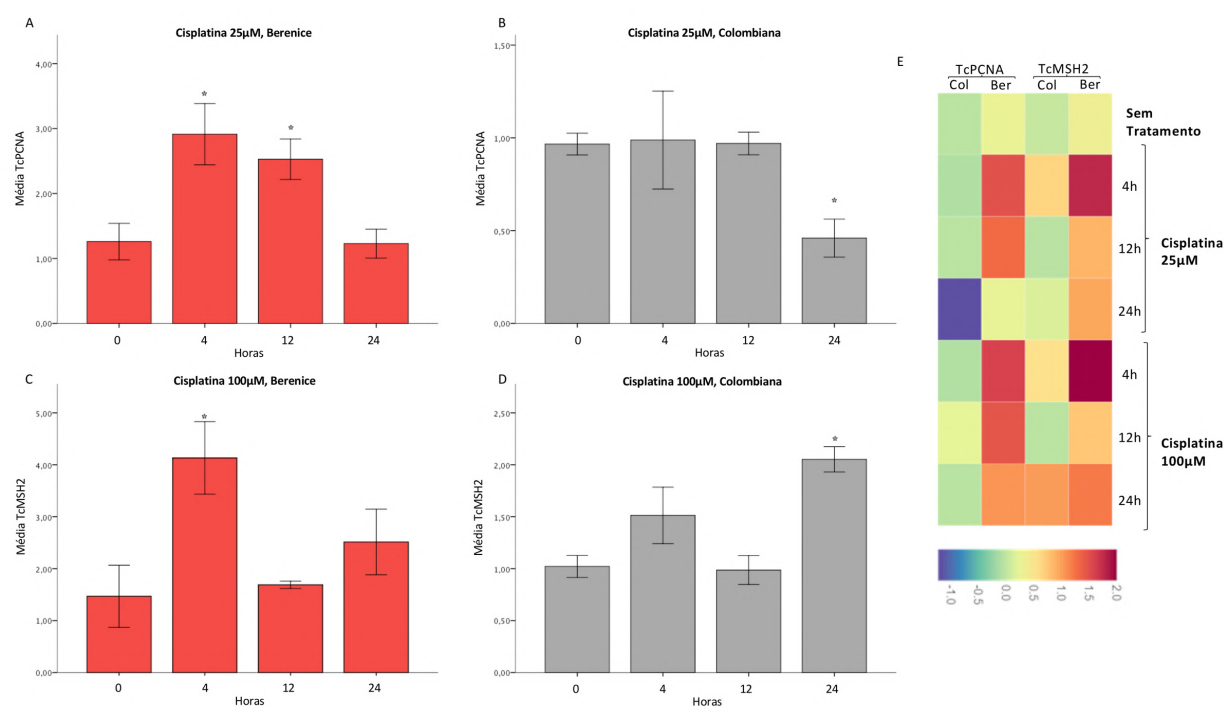 A
Cisplatina 25µM, Berenice
Média TcPCNA
4,00
3,00
2,00
1,00
0,00
*
*
0 4 12 24
Horas
B
Cisplatina 25µM, Colombiana
Média TcPCNA
1,50
1,00
0,50
0,00
*
0 4 12 24
Horas
C
Cisplatina 100µM, Berenice
Média TcMSH2
5,00
4,00
3,00
2,00
1,00
0,00
*
0 4 12 24
Horas
D
Cisplatina 100µM, Colombiana
Média TcMSH2
2,50
2,00
1,50
1,00
0,50
0,00
*
0 4 12 24
Horas
E
TcPCNA TcMSH2
Col Ber Col Ber
Sem
Tratamento
4h
12h
24h
Cisplatina
25µM
4h
12h
24h
Cisplatina
100µM
-1.0 -0.5 0.0 0.5 1.0 1.5 2.0